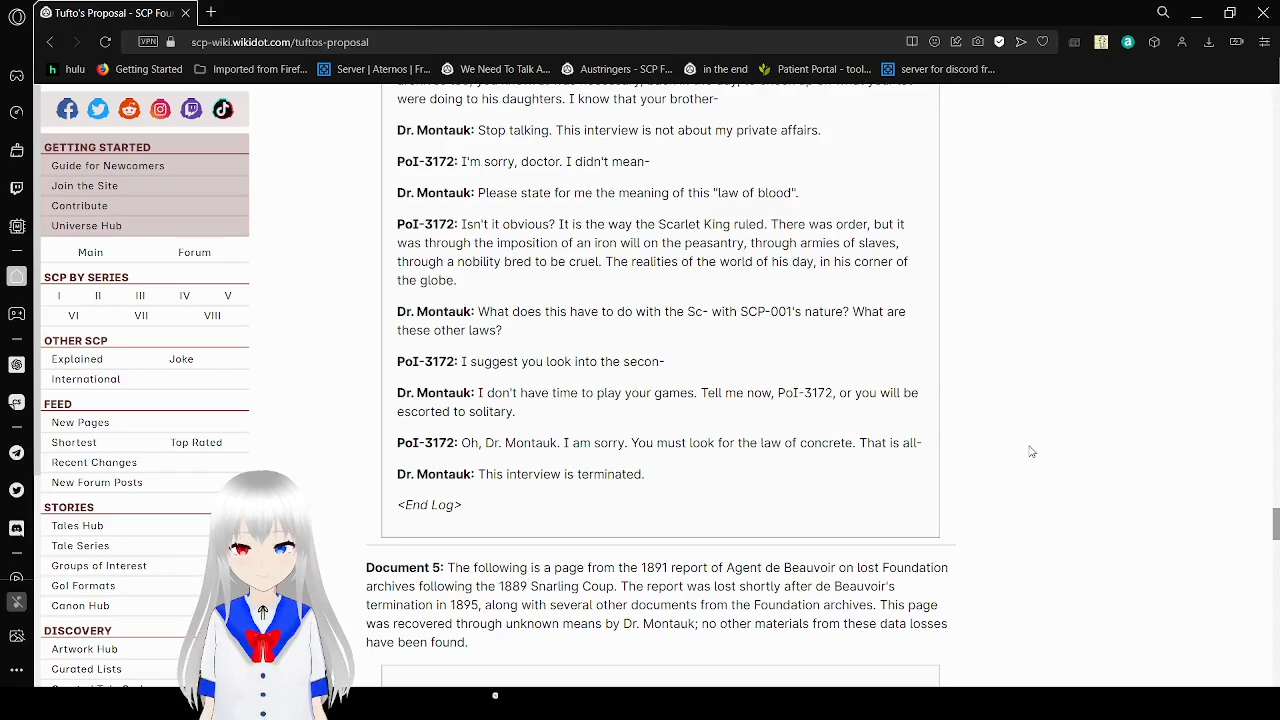 Tufto's Proposal - SCP Fou
VPN
scp-wiki.wikidot.com/tuftos-proposal
hulu
Getting Started
Imported from Firef...
Server | Aternos | Fr...
We Need To Talk A...
Austringers - SCP F...
in the end
Patient Portal - tool...
server for discord fr...
GETTING STARTED
Guide for Newcomers
Join the Site
Contribute
Universe Hub
Main Forum
SCP BY SERIES
I II III IV V
VI VII VIII
OTHER SCP
Explained Joke
International
FEED
New Pages
Shortest Top Rated
Recent Changes
New Forum Posts
STORIES
Tales Hub
Tale Series
Groups of Interest
GoI Formats
Canon Hub
DISCOVERY
Artwork Hub
Curated Lists
were doing to his daughters. I know that your brother-
Dr. Montauk: Stop talking. This interview is not about my private affairs.
PoI-3172: I'm sorry, doctor. I didn't mean-
Dr. Montauk: Please state for me the meaning of this "law of blood".
PoI-3172: Isn't it obvious? It is the way the Scarlet King ruled. There was order, but it
was through the imposition of an iron will on the peasantry, through armies of slaves,
through a nobility bred to be cruel. The realities of the world of his day, in his corner of
the globe.
Dr. Montauk: What does this have to do with the Sc- with SCP-001's nature? What are
these other laws?
PoI-3172: I suggest you look into the secon-
Dr. Montauk: I don't have time to play your games. Tell me now, PoI-3172, or you will be
escorted to solitary.
PoI-3172: Oh, Dr. Montauk. I am sorry. You must look for the law of concrete. That is all-
Dr. Montauk: This interview is terminated.
<End Log>
Document 5: The following is a page from the 1891 report of Agent de Beauvoir on lost Foundation
archives following the 1889 Snarling Coup. The report was lost shortly after de Beauvoir's
termination in 1895, along with several other documents from the Foundation archives. This page
was recovered through unknown means by Dr. Montauk; no other materials from these data losses
have been found.